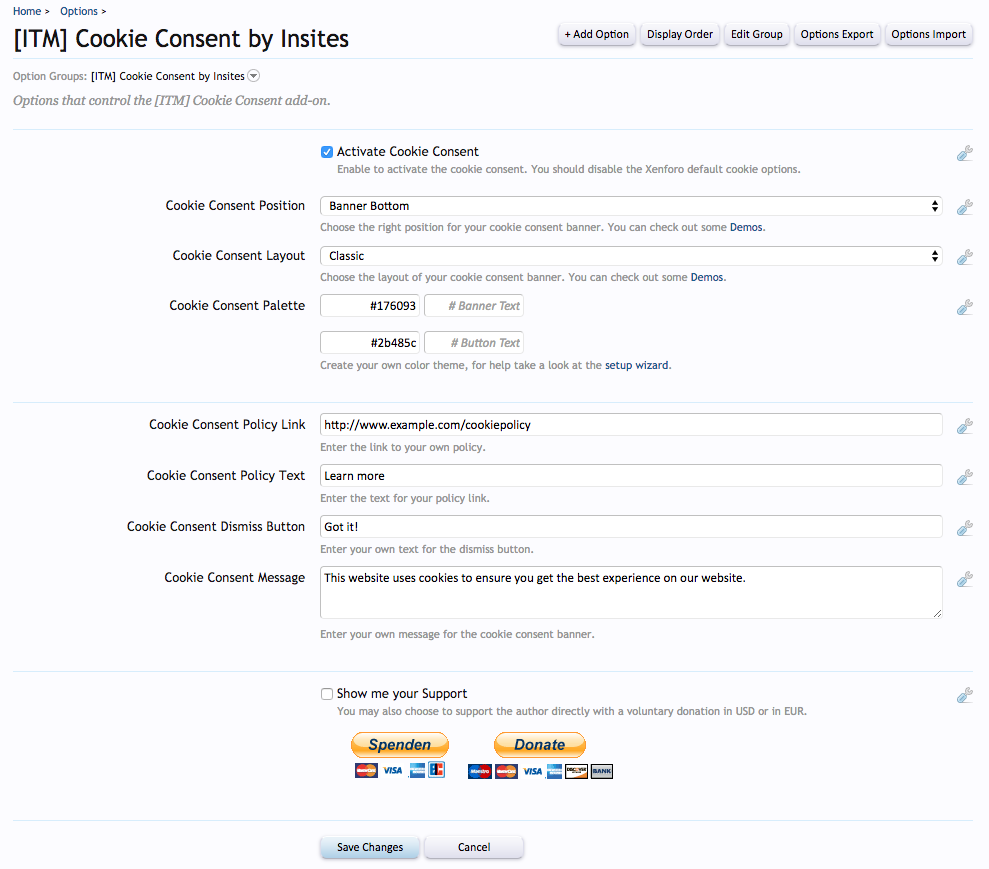 Home > Options >
[ITM] Cookie Consent by Insites
+ Add Option Display Order Edit Group Options Export Options Import
Option Groups: [ITM] Cookie Consent by Insites
Options that control the [ITM] Cookie Consent add-on.
Activate Cookie Consent
Enable to activate the cookie consent. You should disable the Xenforo default cookie options.
Cookie Consent Position Banner Bottom
Choose the right position for your cookie consent banner. You can check out some Demos.
Cookie Consent Layout Classic
Choose the layout of your cookie consent banner. You can check out some Demos.
Cookie Consent Palette #176093 # Banner Text
#2b485c # Button Text
Create your own color theme, for help take a look at the setup wizard.
Cookie Consent Policy Link http://www.example.com/cookiepolicy
Enter the link to your own policy.
Cookie Consent Policy Text Learn more
Enter the text for your policy link.
Cookie Consent Dismiss Button Got it!
Enter your own text for the dismiss button.
Cookie Consent Message This website uses cookies to ensure you get the best experience on our website.
Enter your own message for the cookie consent banner.
Show me your Support
You may also choose to support the author directly with a voluntary donation in USD or in EUR.
Spenden Donate
MasterCard VISA Maestro MasterCard VISA DISCOVER BANK
Save Changes Cancel